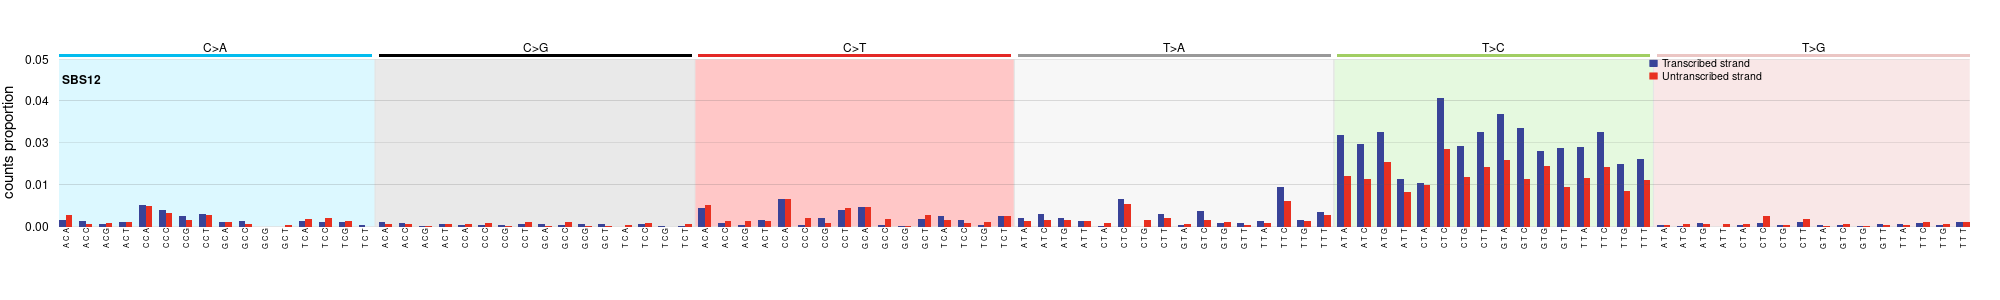 C>A C>G C>T T>A T>C T>G
0.05
0.04
0.03
0.01
0.00
counts proportion
SBS12
Transcribed strand
Untranscribed strand
ACA ACC ACG ACT CCA CCC CCG CCT GCA GCC GCG GCT TCA TCC TCG TCT ACA ACC ACG ACT CCA CCC CCG CCT GCA GCC GCG GCT TCA TCC TCG TCT ACA ACC ACG ACT CCA CCC CCG CCT GCA GCC GCG GCT TCA TCC TCG TCT ATA ATC ATG ATT CTA CTC CTG CTT GTA GTC GTG GTT TTA TTC TTG TTT ATA ATC ATG ATT CTA CTC CTG CTT GTA GTC GTG GTT TTA TTC TTG TTT ATA ATC ATG ATT CTA CTC CTG CTT GTA GTC GTG GTT TTA TTC TTG TTT